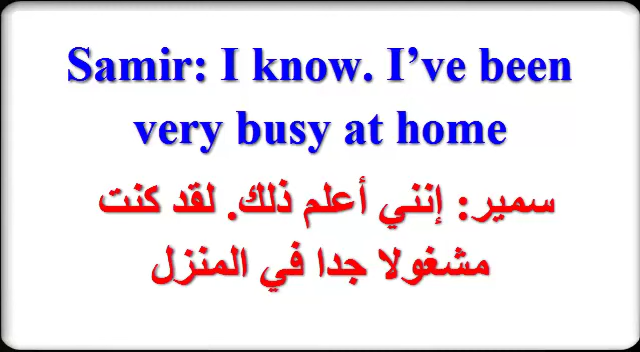 Samir: I know. I’ve been
very busy at home
سمير: إنني أعلم ذلك. لقد كنت
مشغولا جدا في المنزل